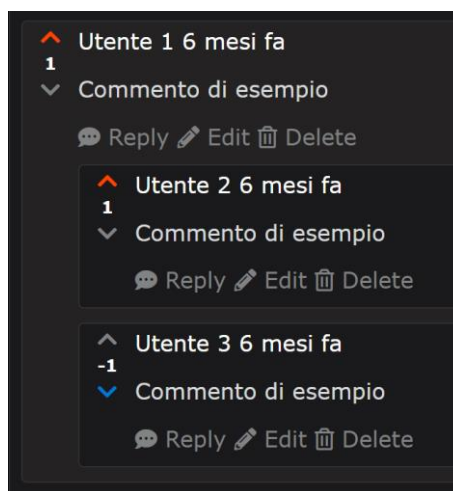 Utente 1 6 mesi fa
1
Commento di esempio
Reply Edit Delete
Utente 2 6 mesi fa
1
Commento di esempio
Reply Edit Delete
Utente 3 6 mesi fa
-1
Commento di esempio
Reply Edit Delete